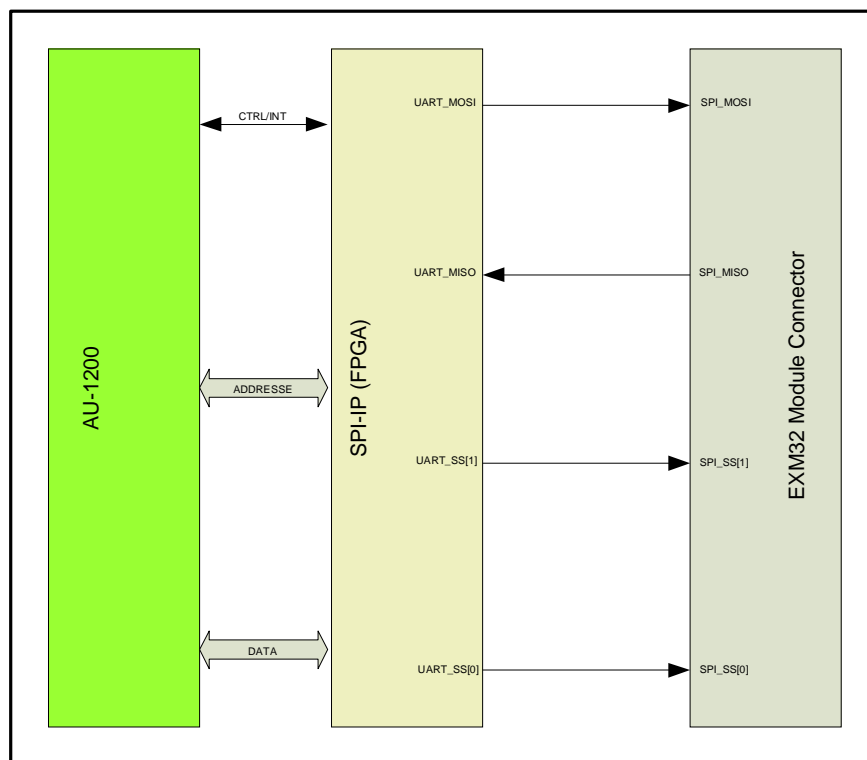 UART_MOSI
SPI_MOSI
CTRL/INT
UART_MISO
SPI_MISO
AU-1200
ADDRESSE
SPI-IP (FPGA)
EXM32 Module Connector
UART_SS[1]
SPI_SS[1]
DATA
UART_SS[0]
SPI_SS[0]